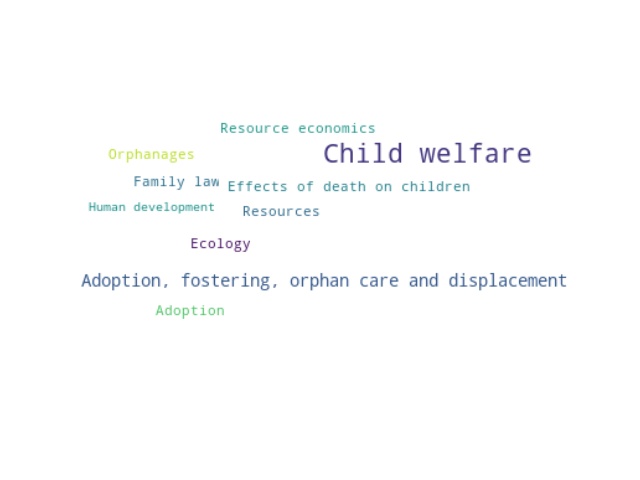 Resource economics
Orphanages
Child welfare
Family law
Effects of death on children
Human development
Resources
Ecology
Adoption, fostering, orphan care and displacement
Adoption